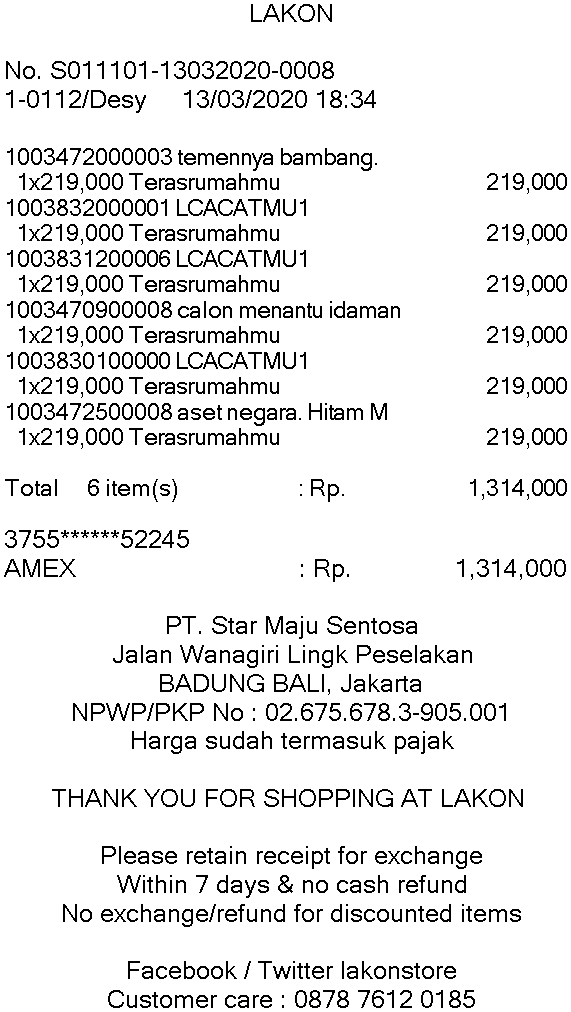 LAKON
No. S011101-13032020-0008
1-0112/Desy 13/03/2020 18:34
1003472000003 temennya bambang.
1x219,000 Terasrumahmu 219,000
1003832000001 LCACATMU1
1x219,000 Terasrumahmu 219,000
1003831200006 LCACATMU1
1x219,000 Terasrumahmu 219,000
1003470900008 calon menantu idaman
1x219,000 Terasrumahmu 219,000
1003830100000 LCACATMU1
1x219,000 Terasrumahmu 219,000
1003472500008 aset negara. Hitam M
1x219,000 Terasrumahmu 219,000
Total 6 item(s) : Rp. 1,314,000
3755******52245
AMEX : Rp. 1,314,000
PT. Star Maju Sentosa
Jalan Wanagiri Lingk Peselakan
BADUNG BALI, Jakarta
NPWP/PKP No : 02.675.678.3-905.001
Harga sudah termasuk pajak
THANK YOU FOR SHOPPING AT LAKON
Please retain receipt for exchange
Within 7 days & no cash refund
No exchange/refund for discounted items
Facebook / Twitter lakonstore
Customer care : 0878 7612 0185